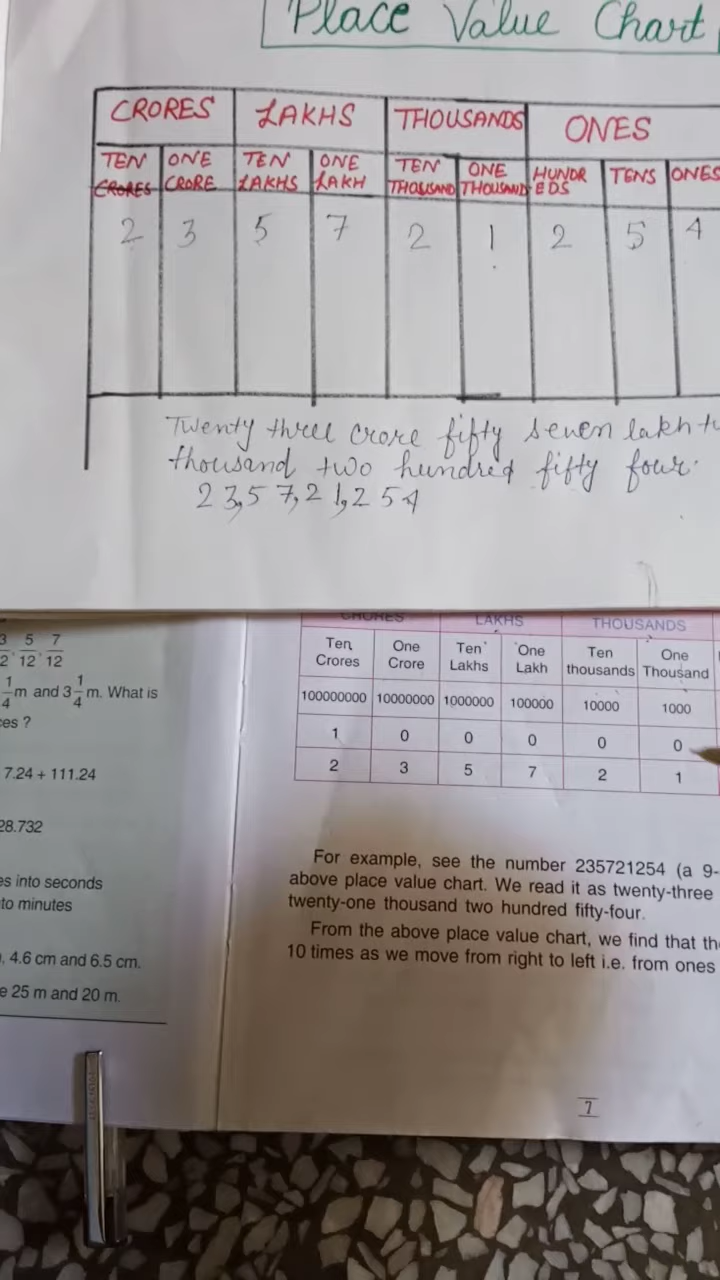 Place Value Chart
CRORES LAKHS THOUSANDS ONES
TEN CRORES ONE CRORE TEN LAKHS ONE LAKH TEN THOUSAND ONE THOUSAND HUNDREDS TENS ONES
2 3 5 7 2 1 2 5 4
Twenty three crore fifty seven lakh
thousand two hundred fifty four.
23,57,21,254
5/12, 7/12
1/4 m and 3 1/4 m. What is
?
7.24 + 111.24
28.732
into seconds
to minutes
4.6 cm and 6.5 cm.
25 m and 20 m.
CRORES LAKHS THOUSANDS
Ten Crores One Crore Ten Lakhs One Lakh Ten thousands One Thousand
100000000 10000000 1000000 100000 10000 1000
1 0 0 0 0 0
2 3 5 7 2 1
For example, see the number 235721254 (a 9-
above place value chart. We read it as twenty-three
twenty-one thousand two hundred fifty-four.
From the above place value chart, we find that
10 times as we move from right to left i.e. from ones
7